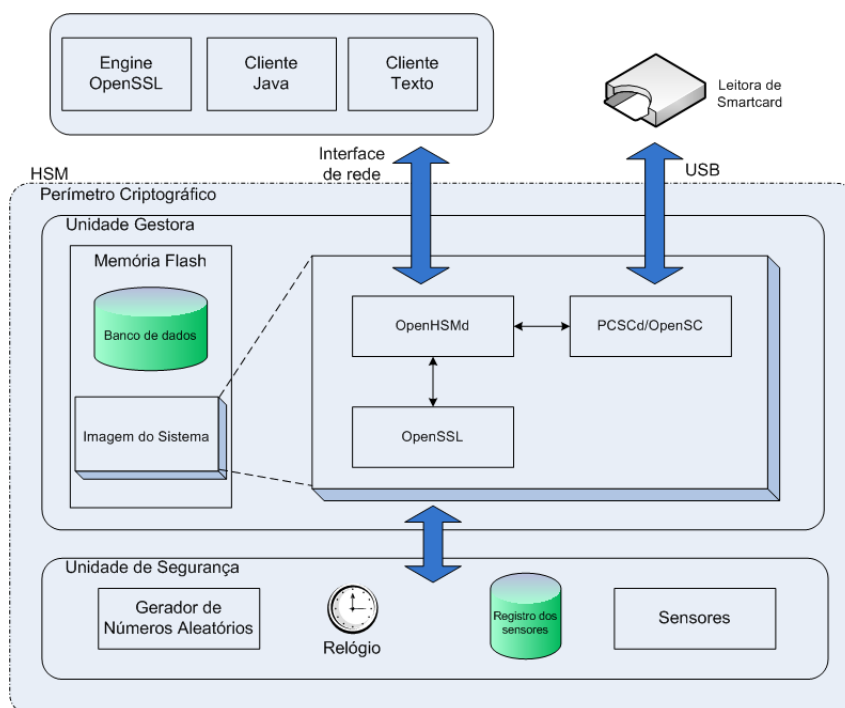 Engine
OpenSSL
Cliente
Java
Cliente
Texto
Leitora de
Smartcard
Interface
de rede
USB
HSM
Perímetro Criptográfico
Unidade Gestora
Memória Flash
Banco de dados
Imagem do Sistema
OpenHSMd
PCSCd/OpenSC
OpenSSL
Unidade de Segurança
Gerador de
Números Aleatórios
Relógio
Registro dos
sensores
Sensores